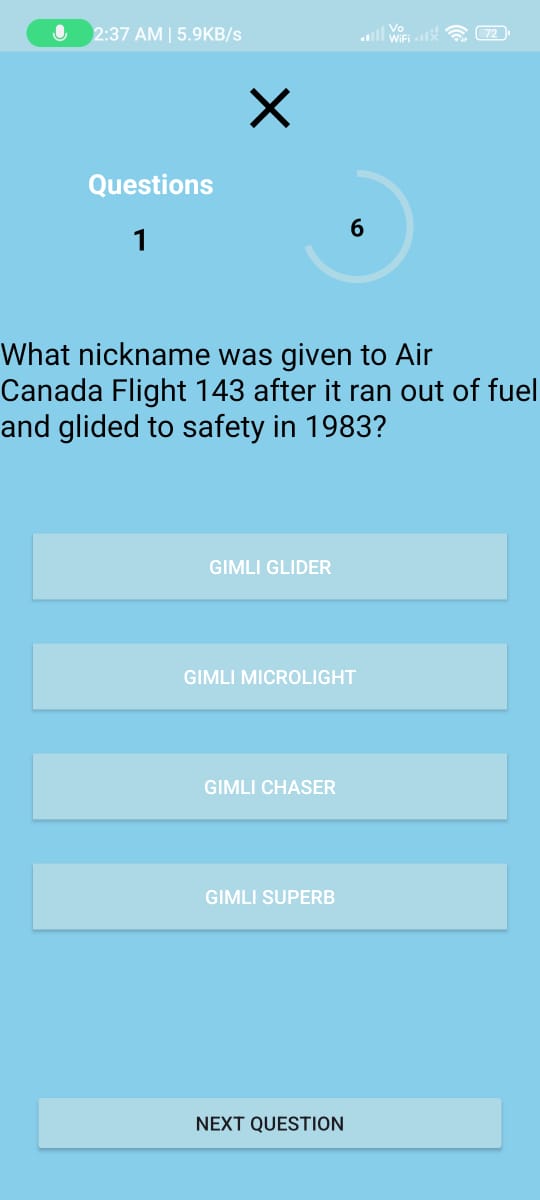 2:37 AM | 5.9KB/s
Vo
WiFi
72
Questions
1
6
What nickname was given to Air
Canada Flight 143 after it ran out of fuel
and glided to safety in 1983?
GIMLI GLIDER
GIMLI MICROLIGHT
GIMLI CHASER
GIMLI SUPERB
NEXT QUESTION